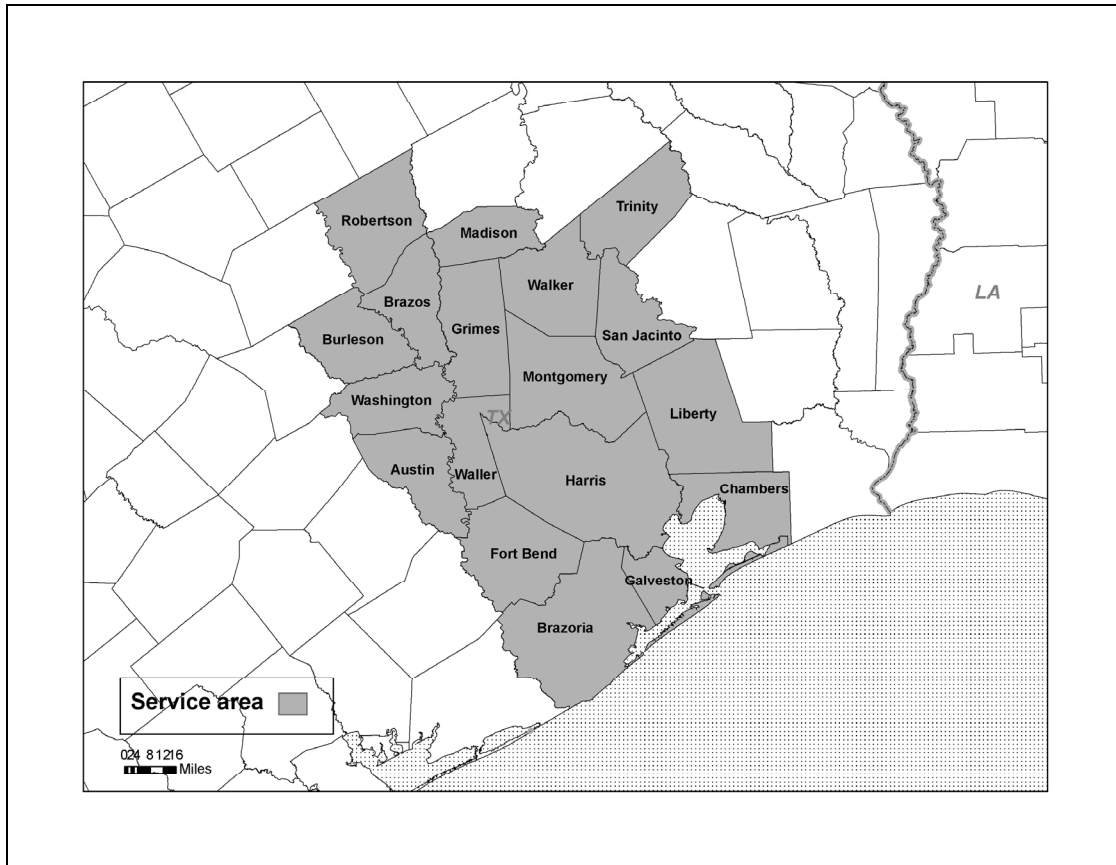 Trinity
Robertson
Madison
Walker
LA
Brazos
Grimes
San Jacinto
Burleson
Montgomery
Washington
TX
Liberty
Austin
Waller
Harris
Chambers
Fort Bend
Galveston
Brazoria
Service area
024 81216
Miles